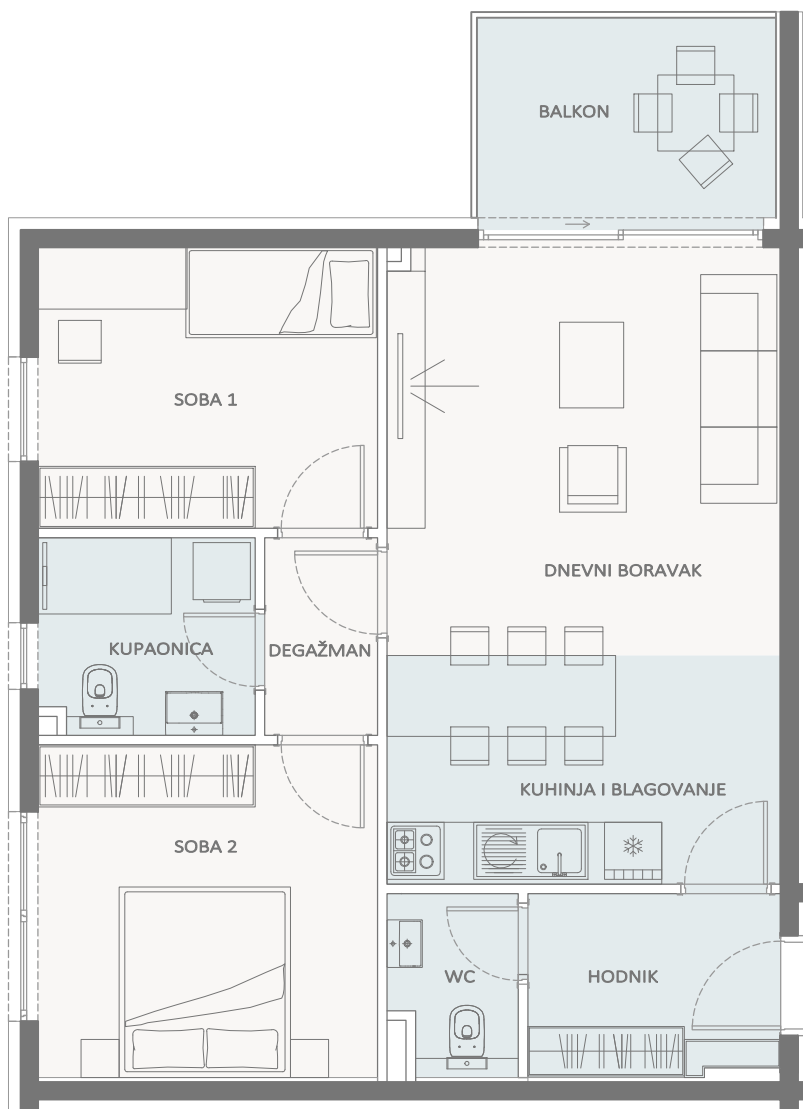 BALKON
SOBA 1
DNEVNI BORAVAK
KUPAONICA
DEGAŽMAN
KUHINJA I BLAGOVANJE
SOBA 2
WC
HODNIK